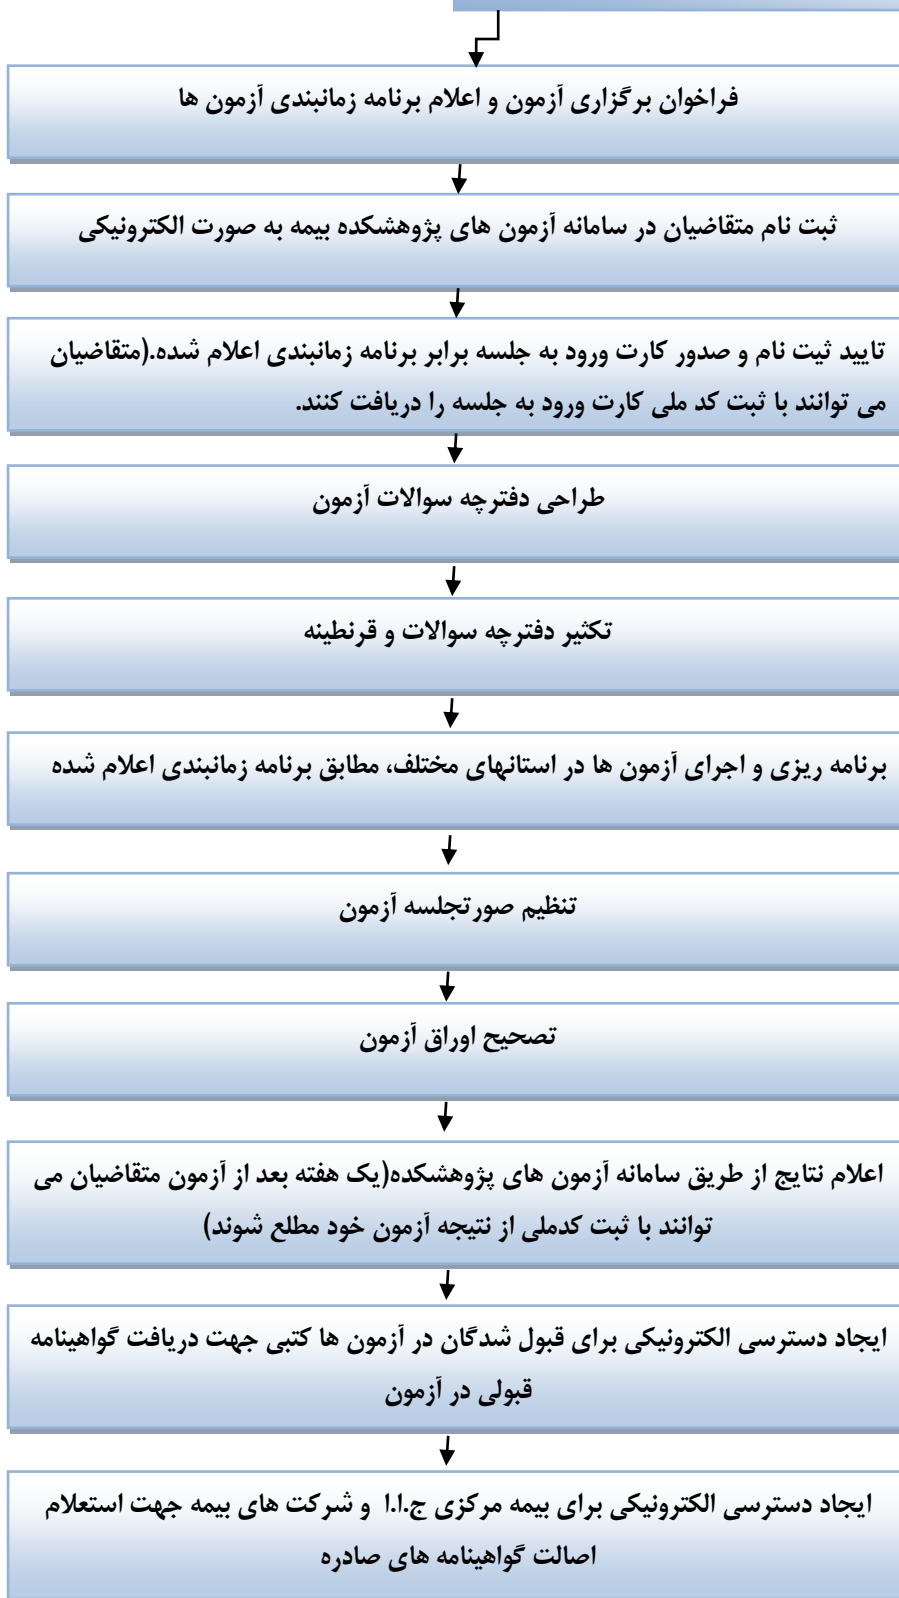 فراخوان برگزاری آزمون و اعلام برنامه زمانبندی آزمون ها
ثبت نام متقاضیان در سامانه آزمون های پژوهشکده بیمه به صورت الکترونیکی
تایید ثیت نام و صدور کارت ورود به جلسه برابر برنامه زمانبندی اعلام شده.(متقاضیان
می توانند با ثبت کد ملی کارت ورود به جلسه را دریافت کنند.
طراحی دفترچه سوالات آزمون
تکثیر دفترچه سوالات و قرنطینه
برنامه ریزی و اجرای آزمون ها در استانهای مختلف، مطابق برنامه زمانبندی اعلام شده
تنظیم صورتجلسه آزمون
تصحیح اوراق آزمون
اعلام نتایج از طریق سامانه آزمون های پژوهشکده(یک هفته بعد از آزمون متقاضیان می
توانند با ثبت کدملی از نتیجه آزمون خود مطلع شوند)
ایجاد دسترسی الکترونیکی برای قبول شدگان در آزمون ها کتبی جهت دریافت گواهینامه
قبولی در آزمون
ایجاد دسترسی الکترونیکی برای بیمه مرکزی ج.ا.ا و شرکت های بیمه جهت استعلام
اصالت گواهینامه های صادره